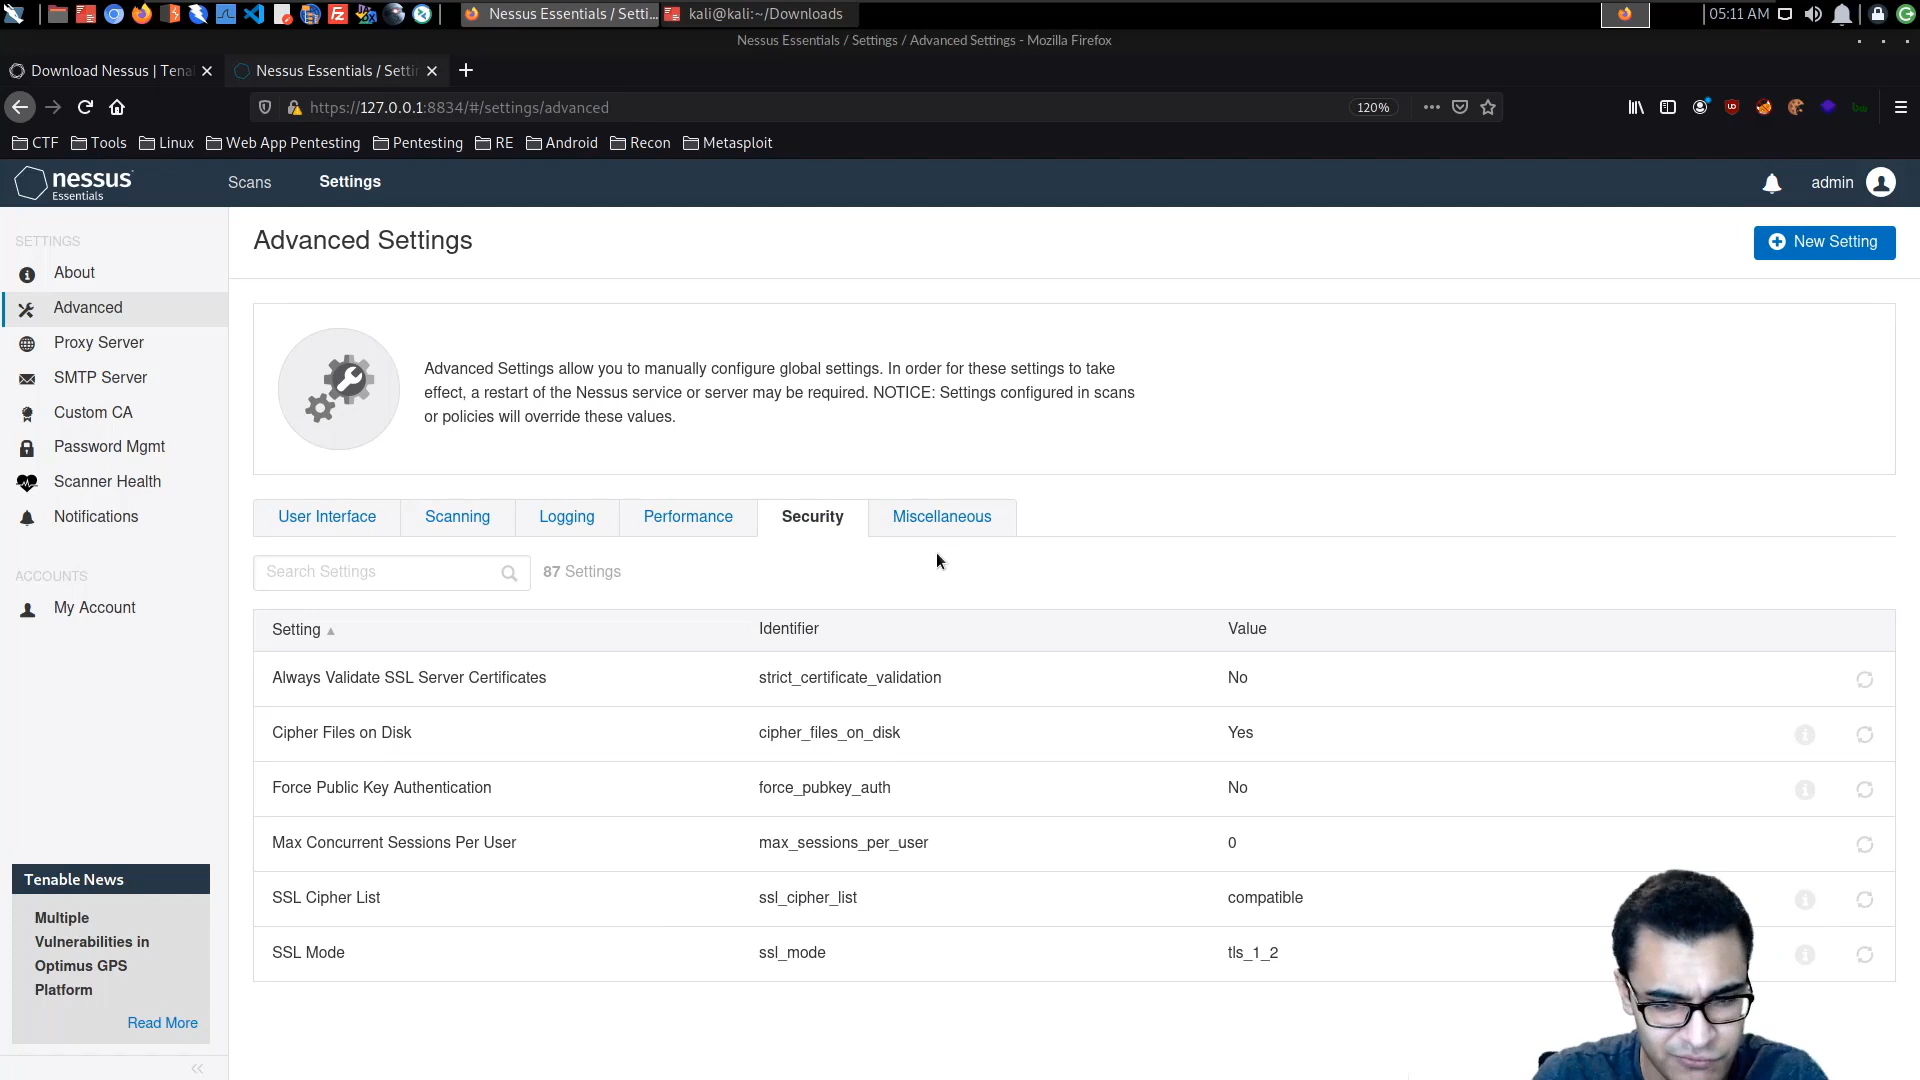 Nessus Essentials / Setti...
kali@kali:~/Downloads
05:11 AM
Nessus Essentials / Settings / Advanced Settings - Mozilla Firefox
Download Nessus | Tena
Nessus Essentials / Settin
https://127.0.0.1:8834/#/settings/advanced
120%
CTF
Tools
Linux
Web App Pentesting
Pentesting
RE
Android
Recon
Metasploit
nessus
Essentials
Scans
Settings
admin
SETTINGS
About
Advanced
Proxy Server
SMTP Server
Custom CA
Password Mgmt
Scanner Health
Notifications
ACCOUNTS
My Account
Tenable News
Multiple
Vulnerabilities in
Optimus GPS
Platform
Read More
Advanced Settings
New Setting
Advanced Settings allow you to manually configure global settings. In order for these settings to take
effect, a restart of the Nessus service or server may be required. NOTICE: Settings configured in scans
or policies will override these values.
User Interface
Scanning
Logging
Performance
Security
Miscellaneous
Search Settings
87 Settings
Setting Identifier Value
Always Validate SSL Server Certificates strict_certificate_validation No
Cipher Files on Disk cipher_files_on_disk Yes
Force Public Key Authentication force_pubkey_auth No
Max Concurrent Sessions Per User max_sessions_per_user 0
SSL Cipher List ssl_cipher_list compatible
SSL Mode ssl_mode tls_1_2